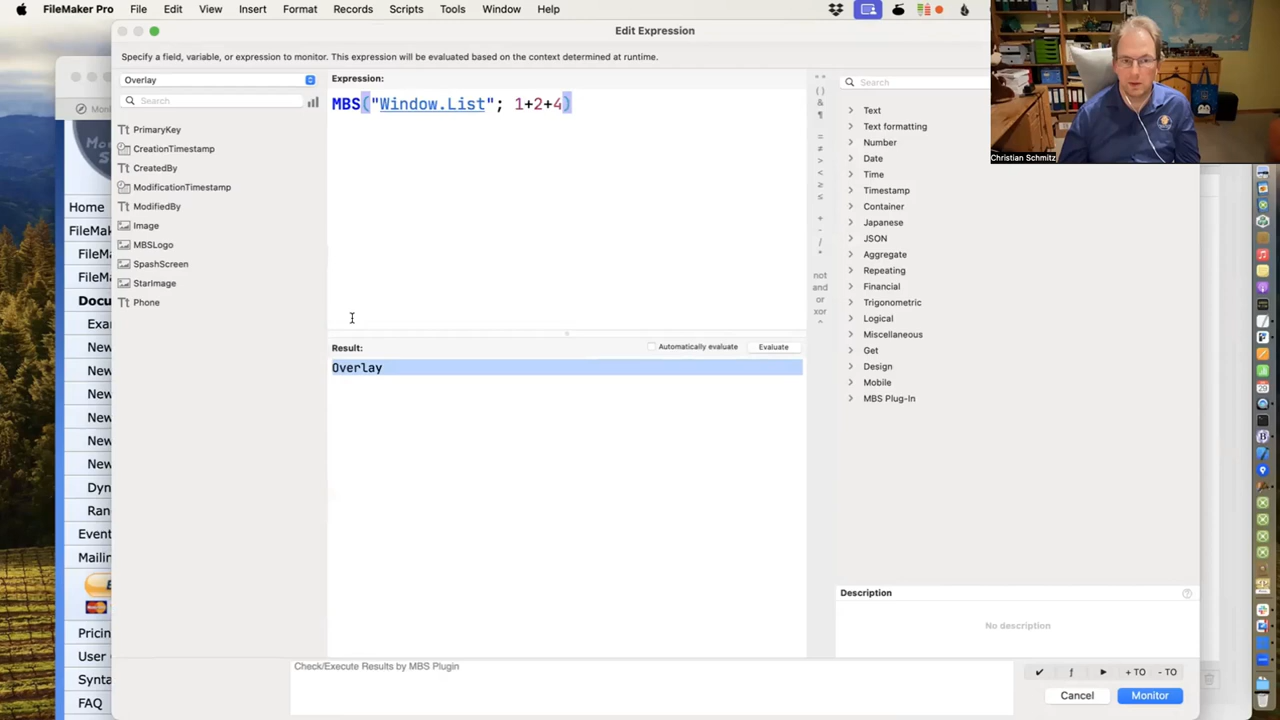 FileMaker Pro File Edit View Insert Format Records Scripts Tools Window Help
Edit Expression
Specify a field, variable, or expression to monitor. This expression will be evaluated based on the context determined at runtime.
Overlay
Search
PrimaryKey
CreationTimestamp
CreatedBy
ModificationTimestamp
ModifiedBy
Image
MBSLogo
SpashScreen
StarImage
Phone
Expression:
MBS("Window.List"; 1+2+4)
Result:
Automatically evaluate
Evaluate
Overlay
()
&
¶
=
≠
>
<
≥
≤
+
-
/
*
not
and
or
xor
^
Search
Text
Text formatting
Number
Date
Time
Timestamp
Container
Japanese
JSON
Aggregate
Repeating
Financial
Trigonometric
Logical
Miscellaneous
Get
Design
Mobile
MBS Plug-In
Description
No description
Check/Execute Results by MBS Plugin
+ TO
- TO
Cancel
Monitor
Christian Schmitz
Home
Docu
Exa
New
New
New
New
New
Dyn
Ran
Event
Mailin
Pricin
User
Synta
FAQ
29